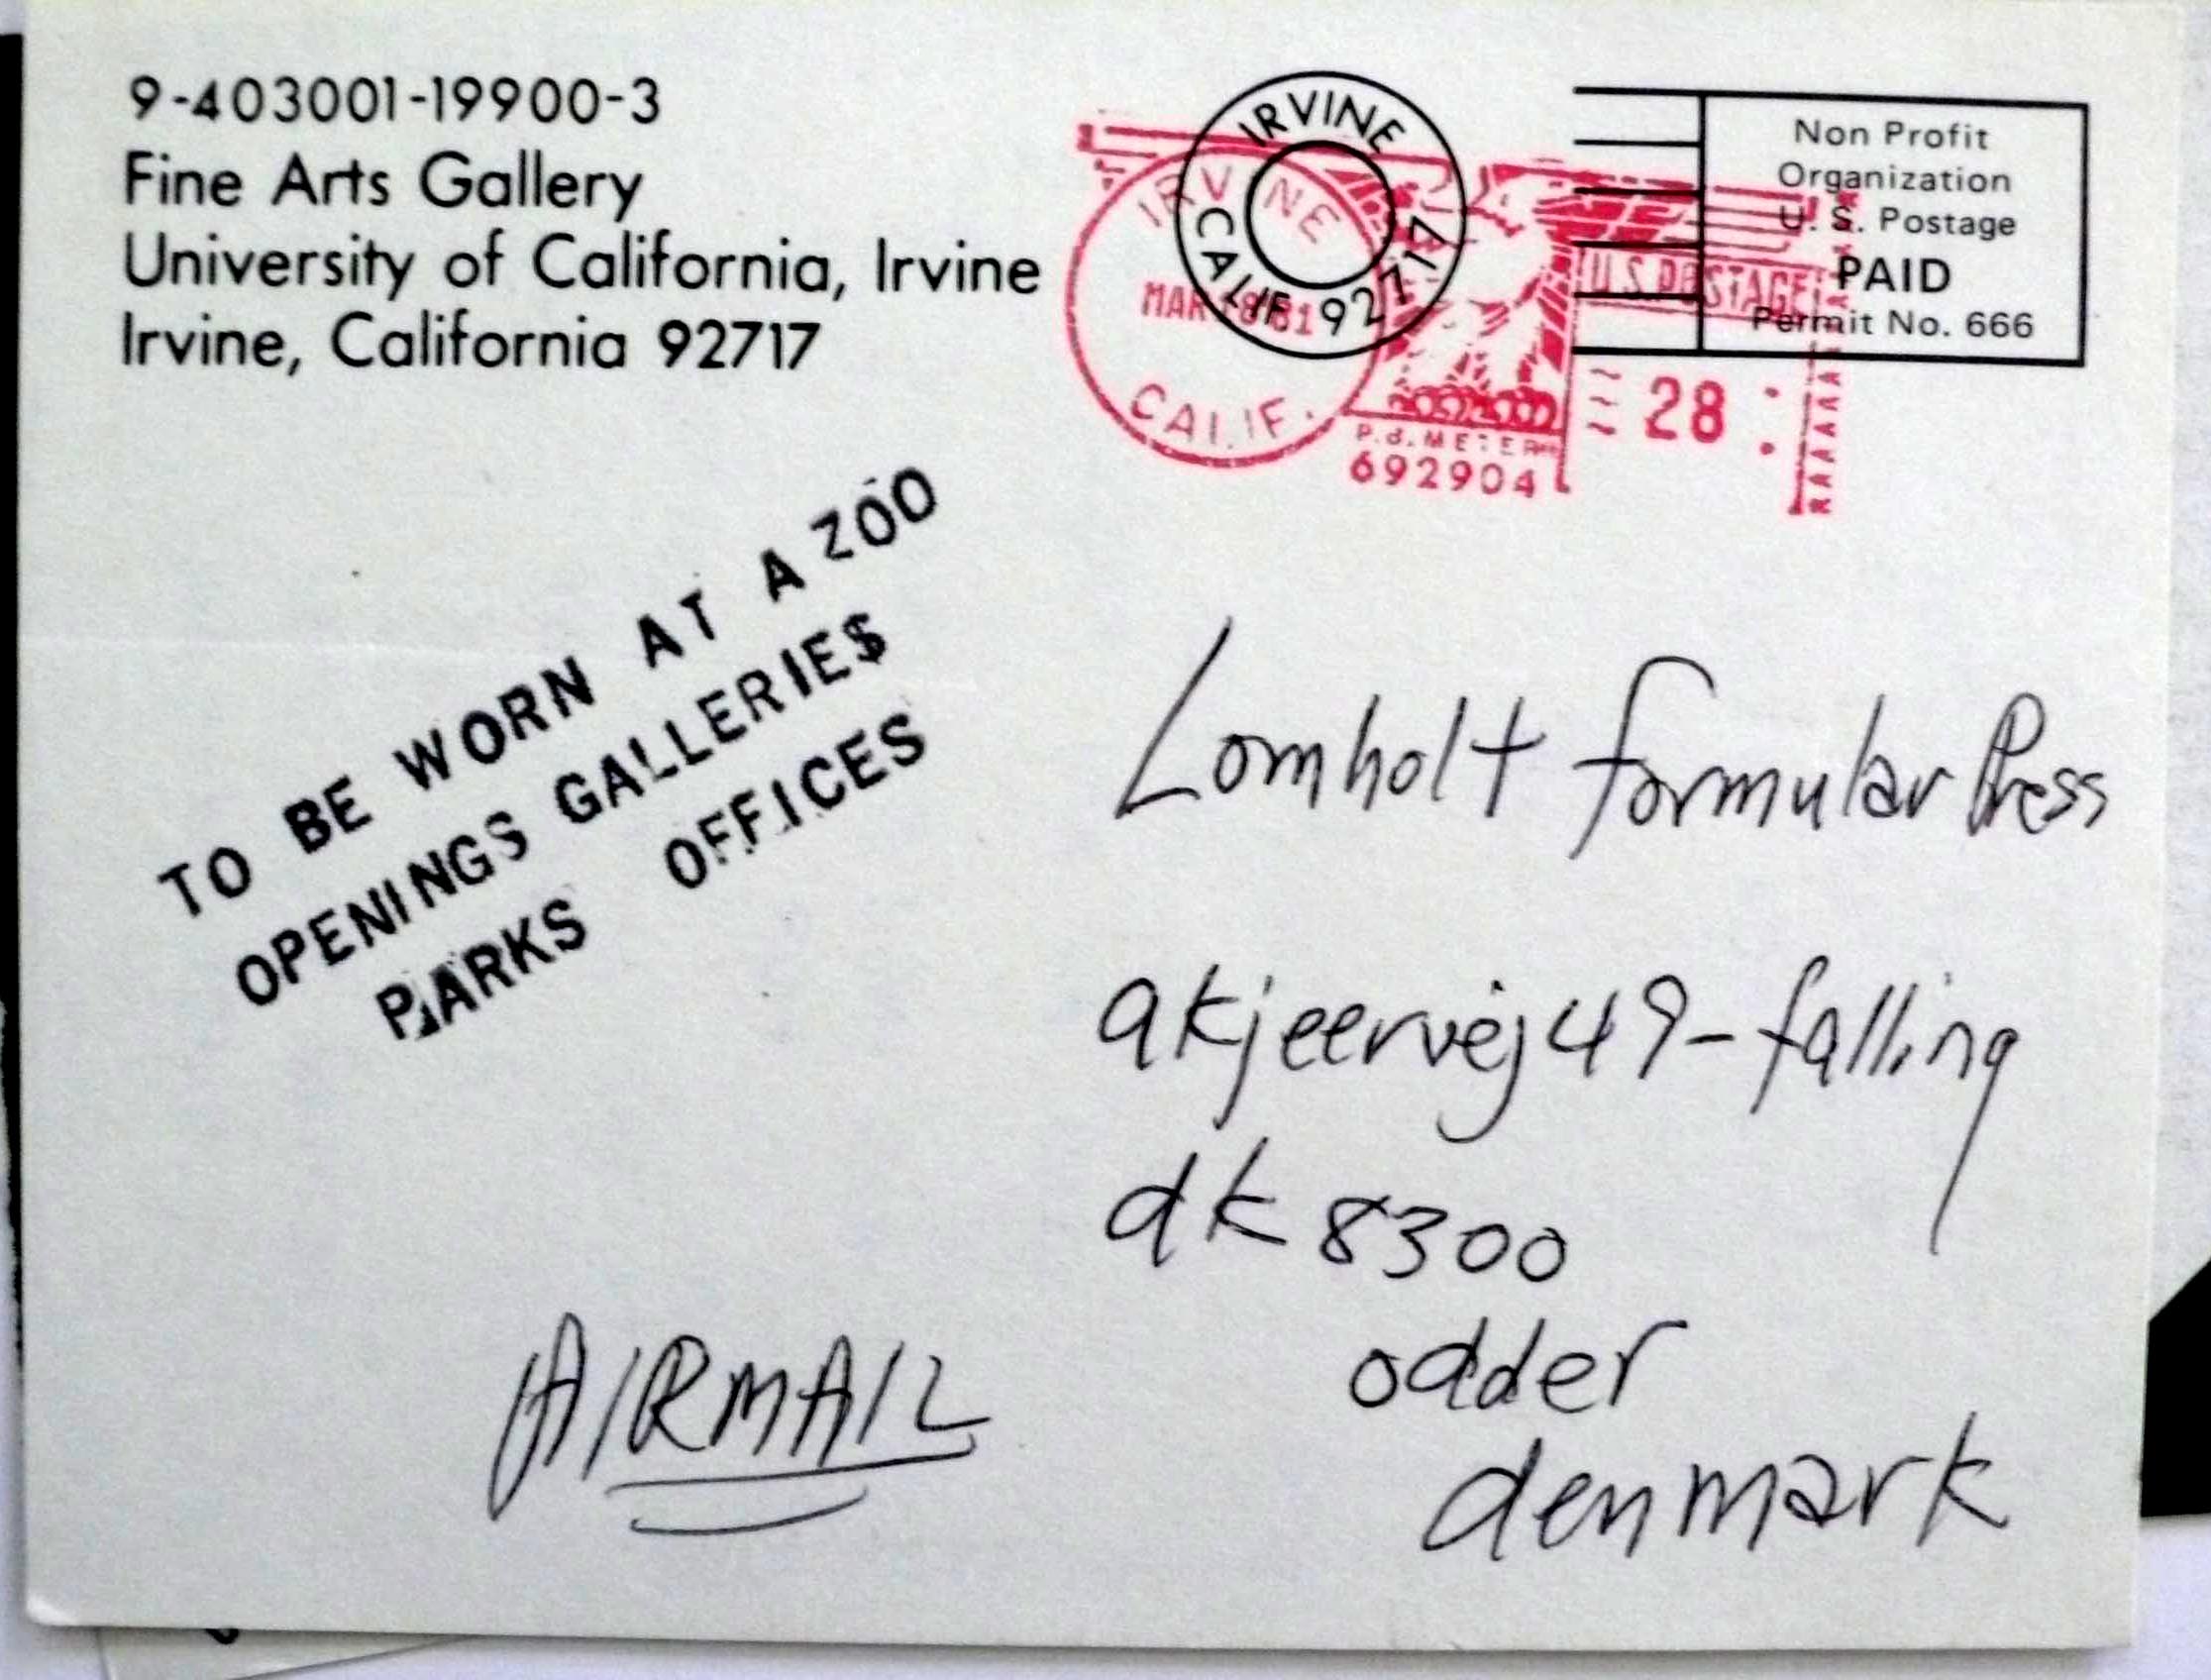 9-403001-19900-3
Fine Arts Gallery
University of California, Irvine
Irvine, California 92717
IRVINE
CALIF 92717
Non Profit
Organization
U. S. Postage
PAID
Permit No. 666
IRVINE
MAR 81
CALIF.
U.S.POSTAGE
28
P.B.METER
692904
TO BE WORN AT A ZOO
OPENINGS GALLERIES
PARKS OFFICES
Lomholt formular Press
akjeervej 49-falling
dk 8300
odder
denmark
AIRMAIL